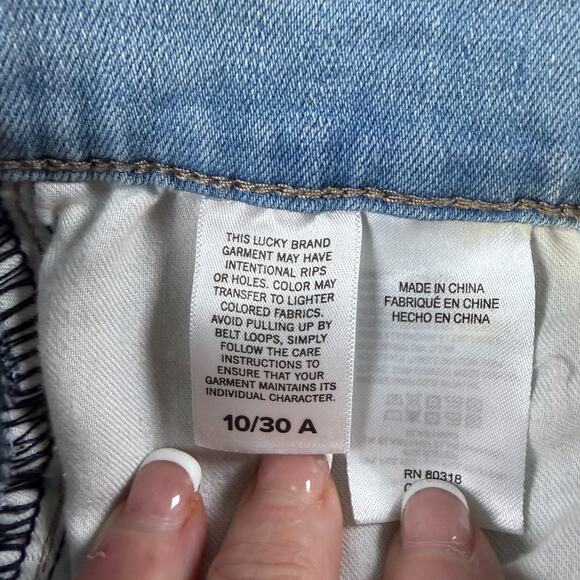 THIS LUCKY BRAND
GARMENT MAY HAVE
INTENTIONAL RIPS
OR HOLES. COLOR MAY
TRANSFER TO LIGHTER
COLORED FABRICS.
AVOID PULLING UP BY
BELT LOOPS, SIMPLY
FOLLOW THE CARE
INSTRUCTIONS TO
ENSURE THAT YOUR
GARMENT MAINTAINS ITS
INDIVIDUAL CHARACTER.
10/30 A
MADE IN CHINA
FABRIQUÉ EN CHINE
HECHO EN CHINA
RN 80318